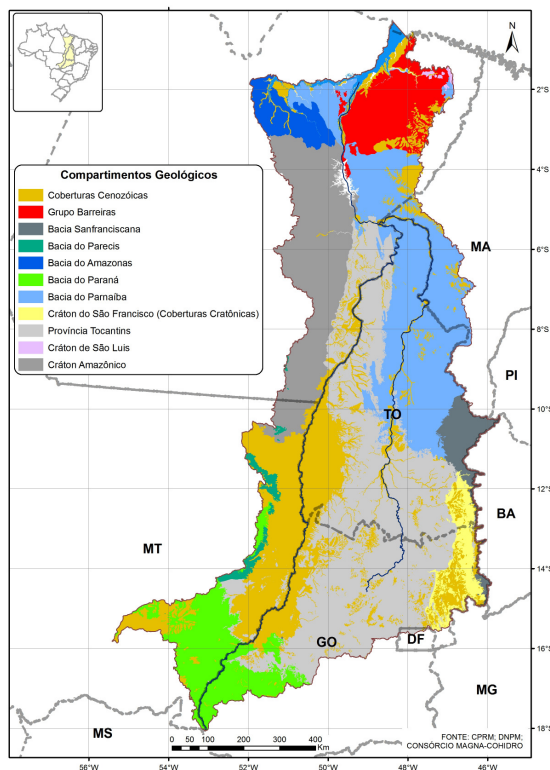 N
2°S
4°S
6°S
8°S
10°S
12°S
14°S
16°S
18°S
Compartimentos Geológicos
Coberturas Cenozóicas
Grupo Barreiras
Bacia Sanfranciscana
Bacia do Parecis
Bacia do Amazonas
Bacia do Paraná
Bacia do Parnaíba
Cráton do São Francisco (Coberturas Cratônicas)
Província Tocantins
Cráton de São Luis
Cráton Amazônico
MA
PI
TO
BA
MT
GO
DF
MG
MS
0 50 100 200 300 400
Km
FONTE: CPRM; DNPM;
CONSÓRCIO MAGNA-COHIDRO
56°W 54°W 52°W 50°W 48°W 46°W